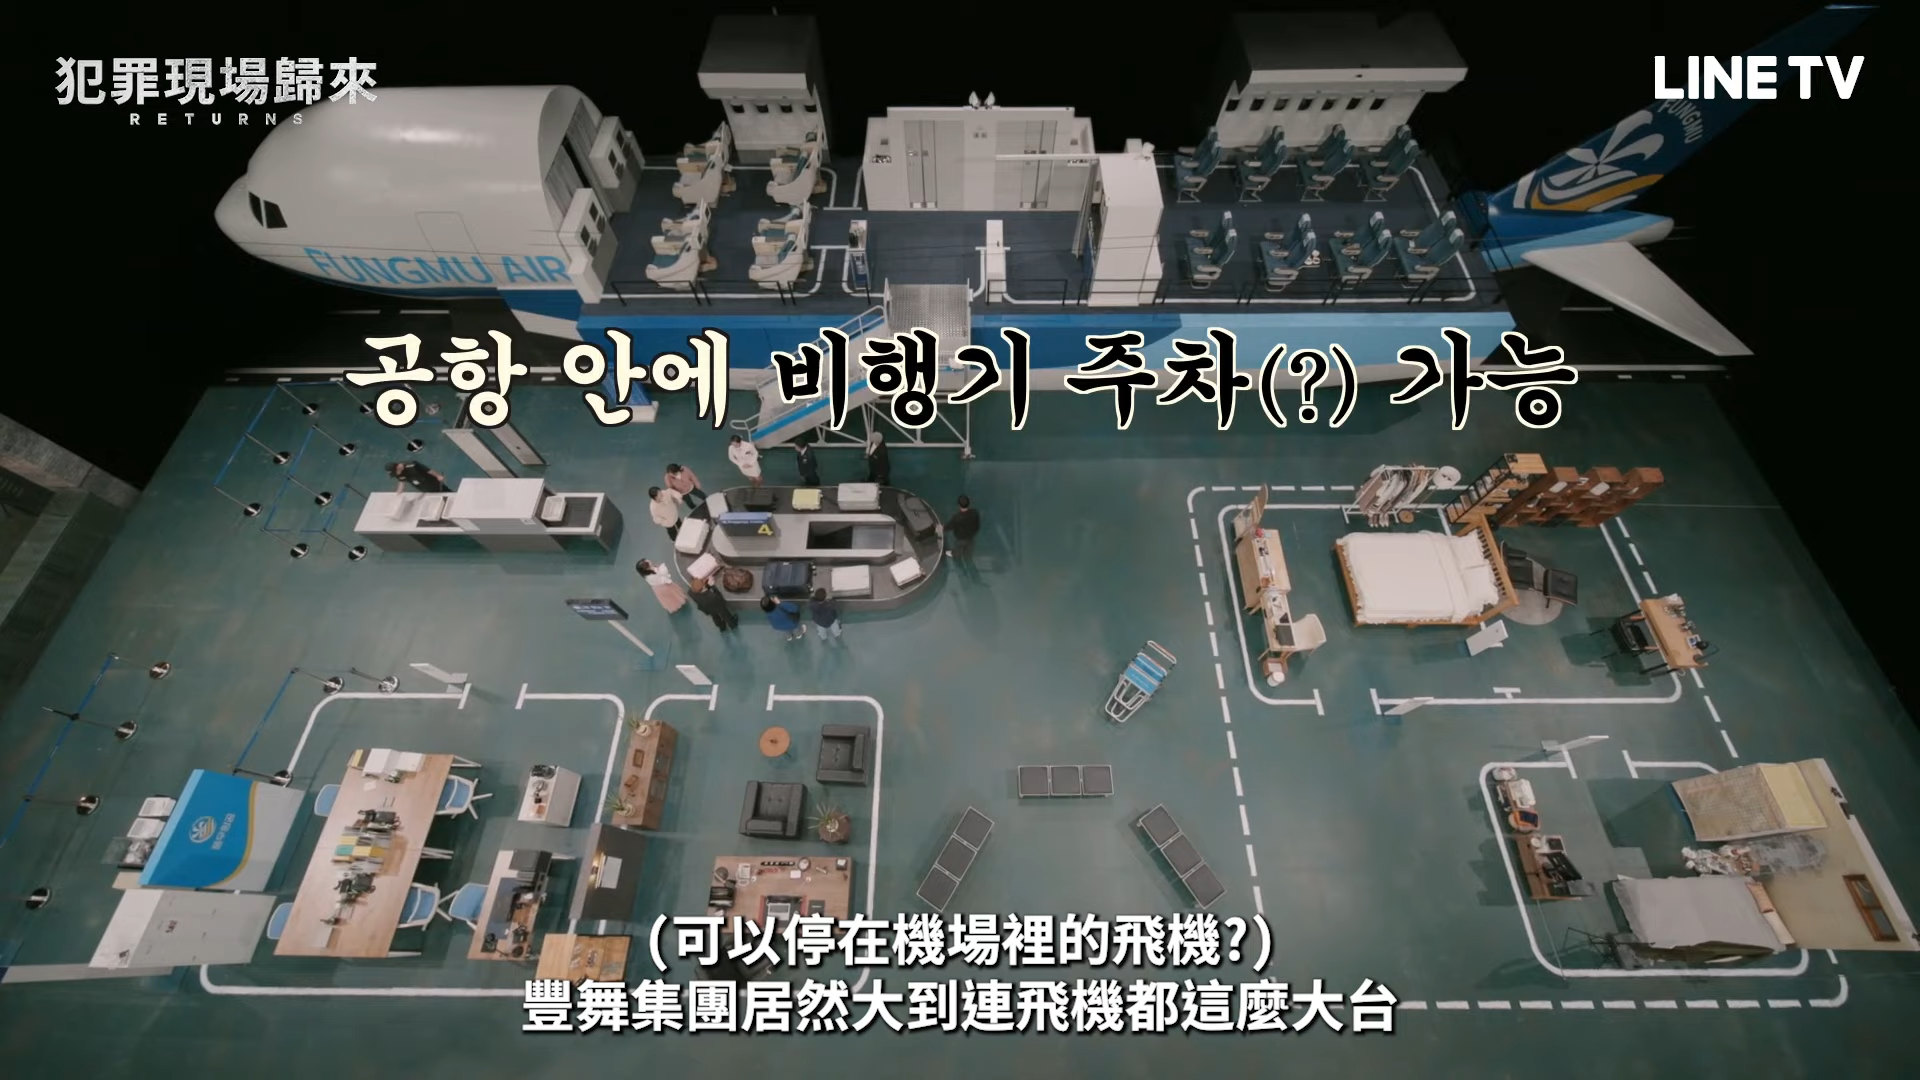 犯罪現場歸來
RETURNS
LINE TV
FUNGMU
FUNGMU AIR
공항 안에 비행기 주차(?) 가능
4
(可以停在機場裡的飛機?)
豐舞集團居然大到連飛機都這麼大台